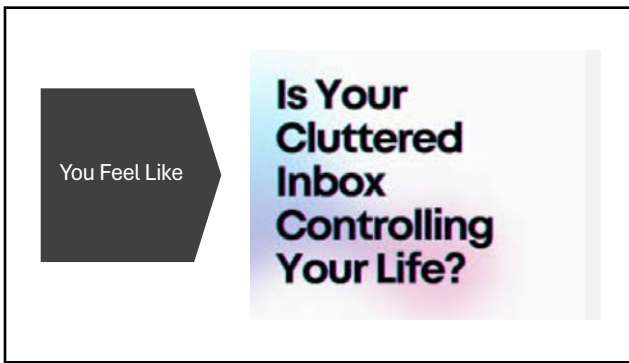 You Feel Like
Is Your
Cluttered
Inbox
Controlling
Your Life?